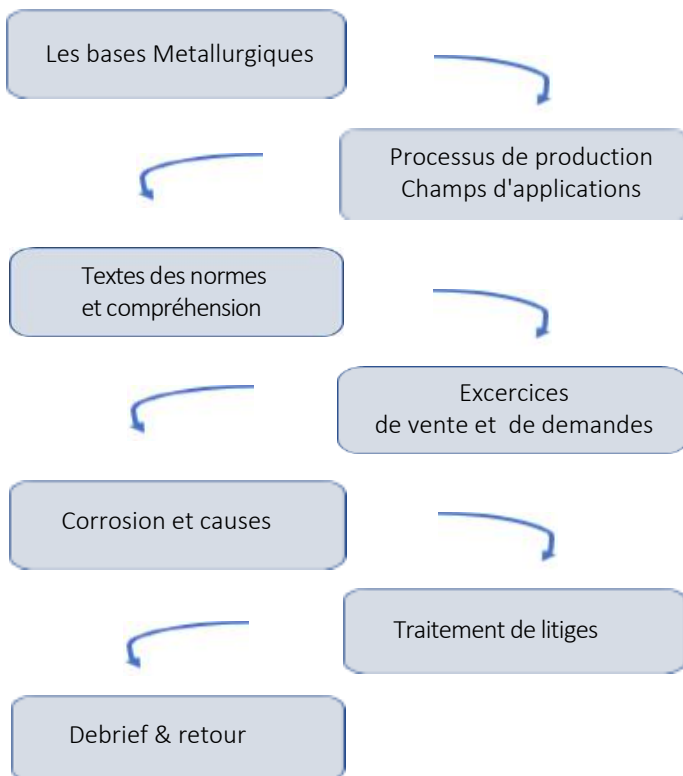 Les bases Metallurgiques
Processus de production
Champs d'applications
Textes des normes
et compréhension
Excercices
de vente et de demandes
Corrosion et causes
Traitement de litiges
Debrief & retour